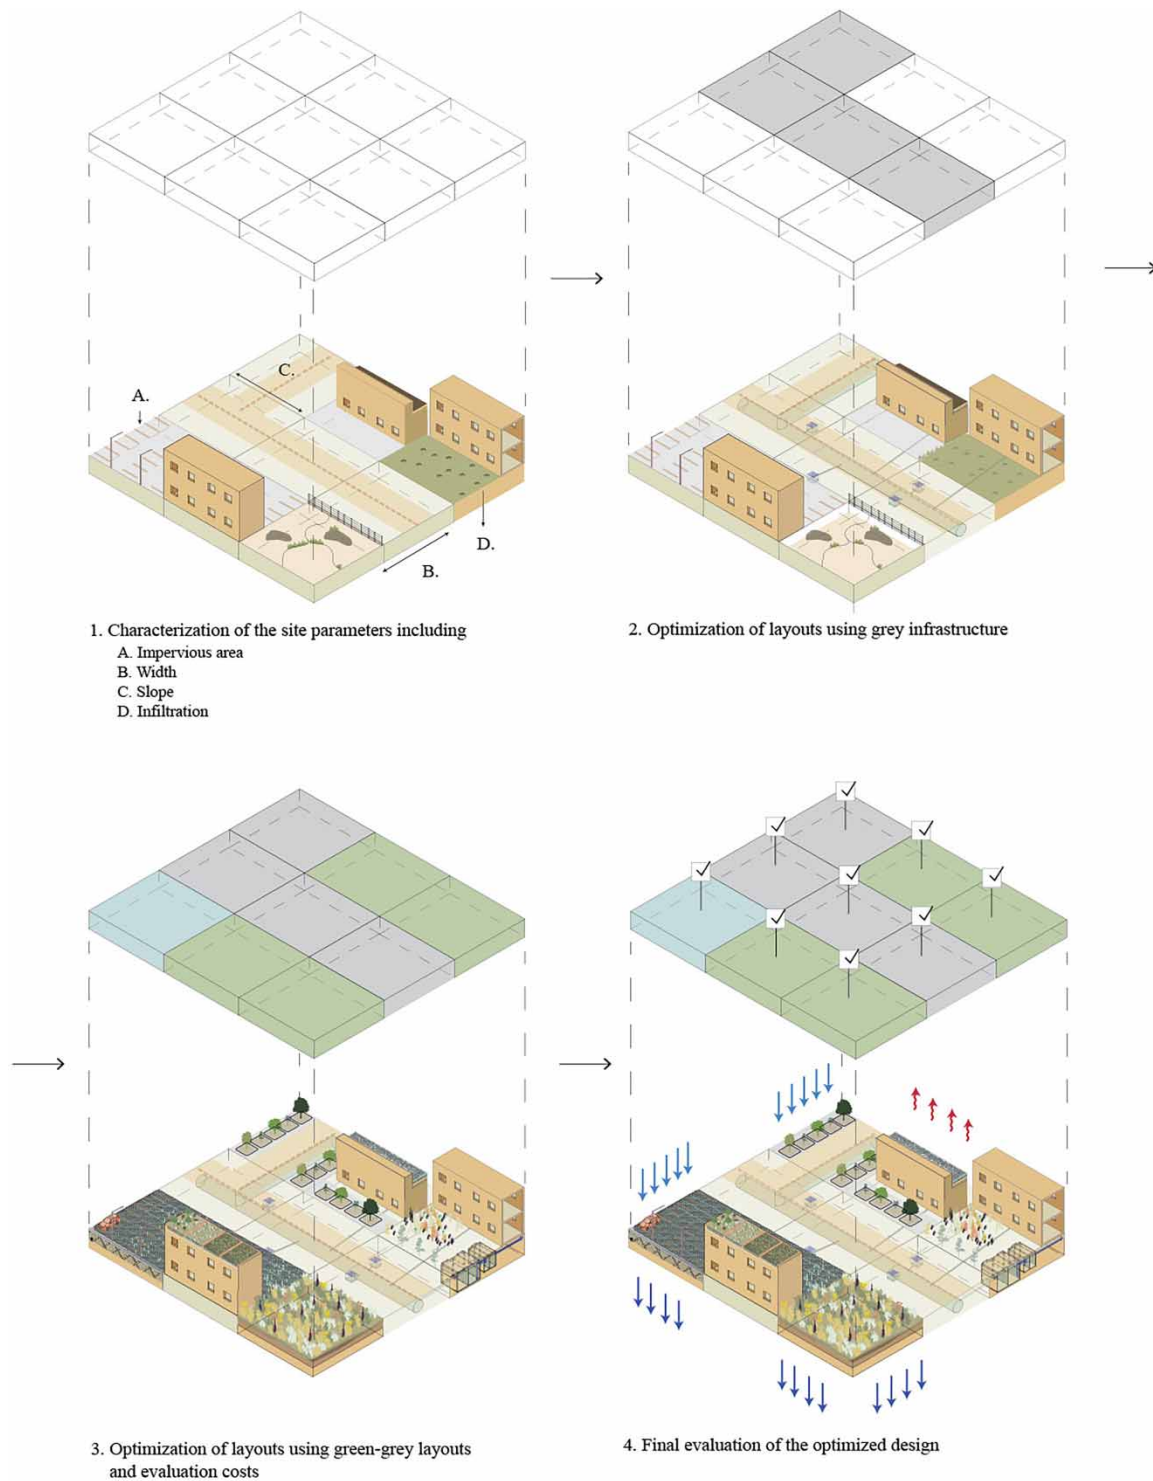 C.
A.
D.
B.
1. Characterization of the site parameters including
A. Impervious area
B. Width
C. Slope
D. Infiltration
2. Optimization of layouts using grey infrastructure
3. Optimization of layouts using green-grey layouts
and evaluation costs
4. Final evaluation of the optimized design